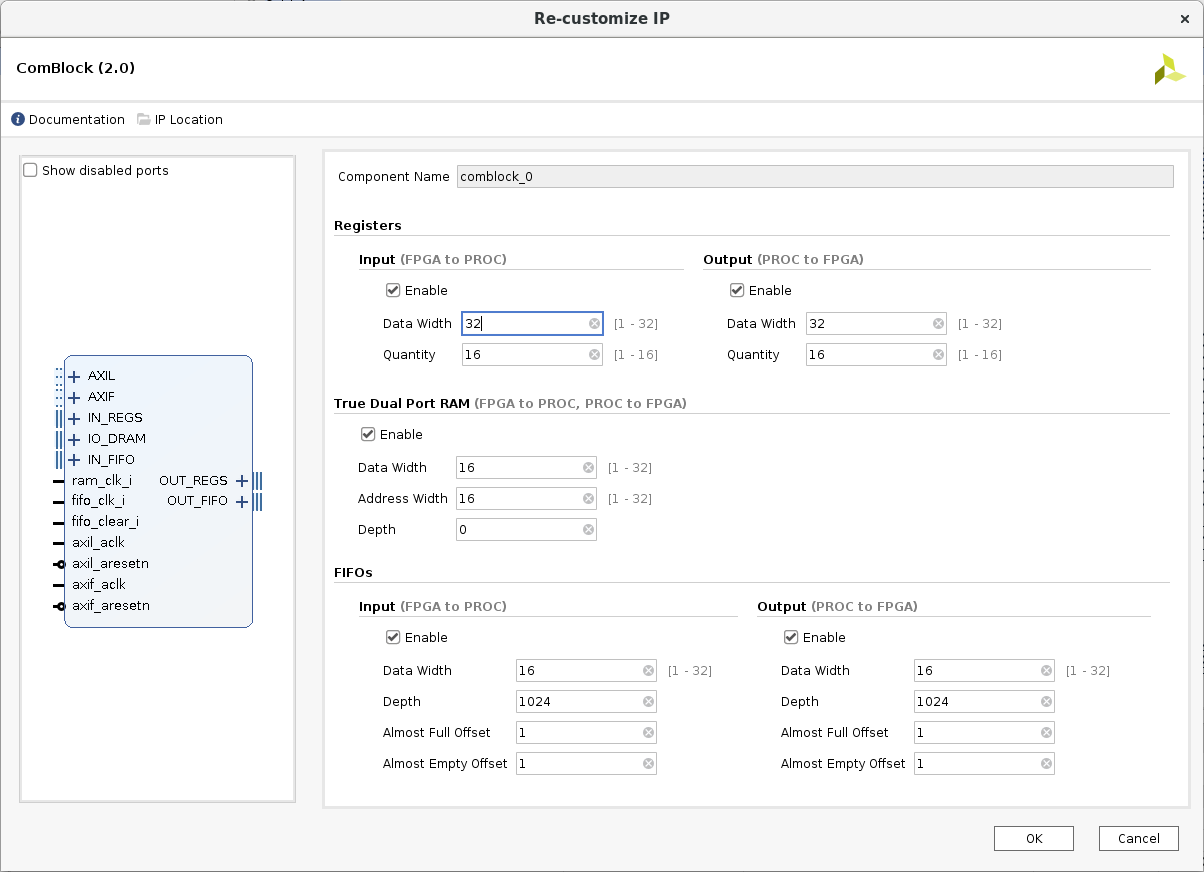 Re-customize IP
ComBlock (2.0)
Documentation IP Location
Show disabled ports
AXIL
AXIF
IN_REGS
IO_DRAM
IN_FIFO
ram_clk_i OUT_REGS
fifo_clk_i OUT_FIFO
fifo_clear_i
axil_aclk
axil_aresetn
axif_aclk
axif_aresetn
Component Name comblock_0
Registers
Input (FPGA to PROC) Output (PROC to FPGA)
Enable Enable
Data Width 32 [1 - 32] Data Width 32 [1 - 32]
Quantity 16 [1 - 16] Quantity 16 [1 - 16]
True Dual Port RAM (FPGA to PROC, PROC to FPGA)
Enable
Data Width 16 [1 - 32]
Address Width 16 [1 - 32]
Depth 0
FIFOs
Input (FPGA to PROC) Output (PROC to FPGA)
Enable Enable
Data Width 16 [1 - 32] Data Width 16 [1 - 32]
Depth 1024 Depth 1024
Almost Full Offset 1 Almost Full Offset 1
Almost Empty Offset 1 Almost Empty Offset 1
OK Cancel